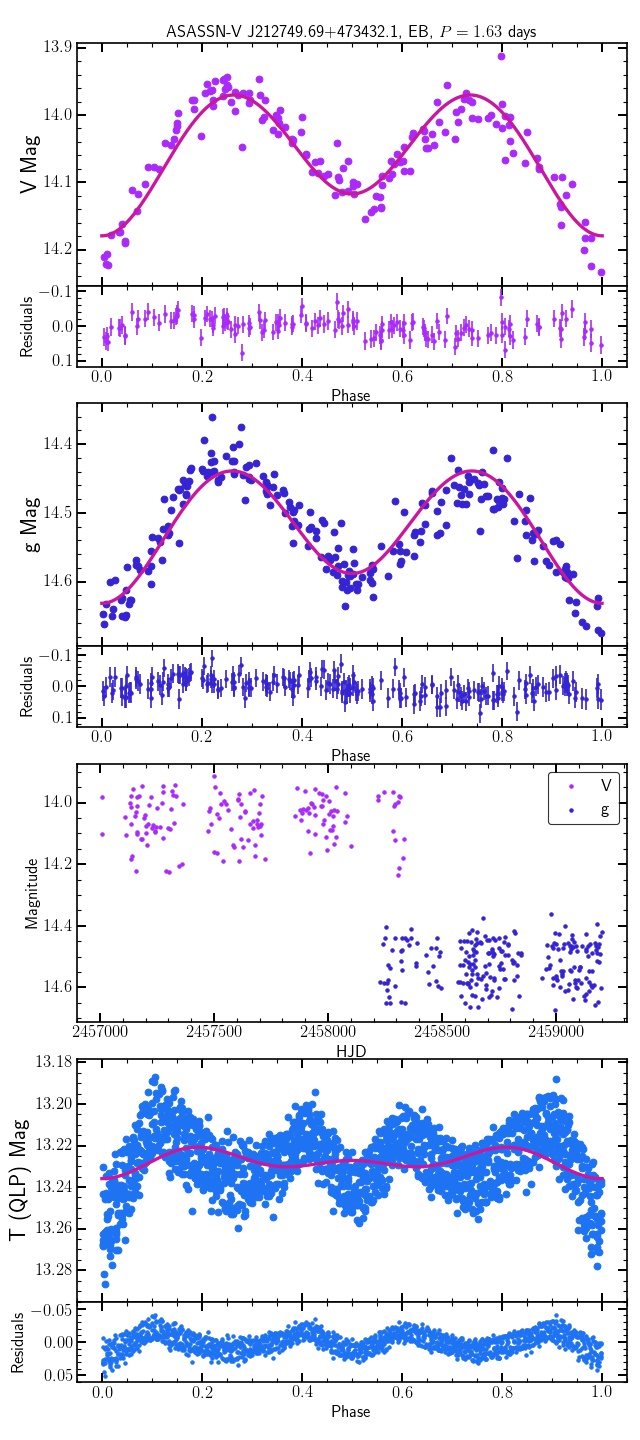 ASASSN-V J212749.69+473432.1, EB, P = 1.63 days
13.9
14.0
14.1
14.2
V Mag
−0.1
0.0
0.1
Residuals
0.0 0.2 0.4 0.6 0.8 1.0
Phase
14.4
14.5
14.6
g Mag
−0.1
0.0
0.1
Residuals
0.0 0.2 0.4 0.6 0.8 1.0
Phase
V
g
14.0
14.2
14.4
14.6
Magnitude
2457000 2457500 2458000 2458500 2459000
HJD
13.18
13.20
13.22
13.24
13.26
13.28
T (QLP) Mag
−0.05
0.00
0.05
Residuals
0.0 0.2 0.4 0.6 0.8 1.0
Phase